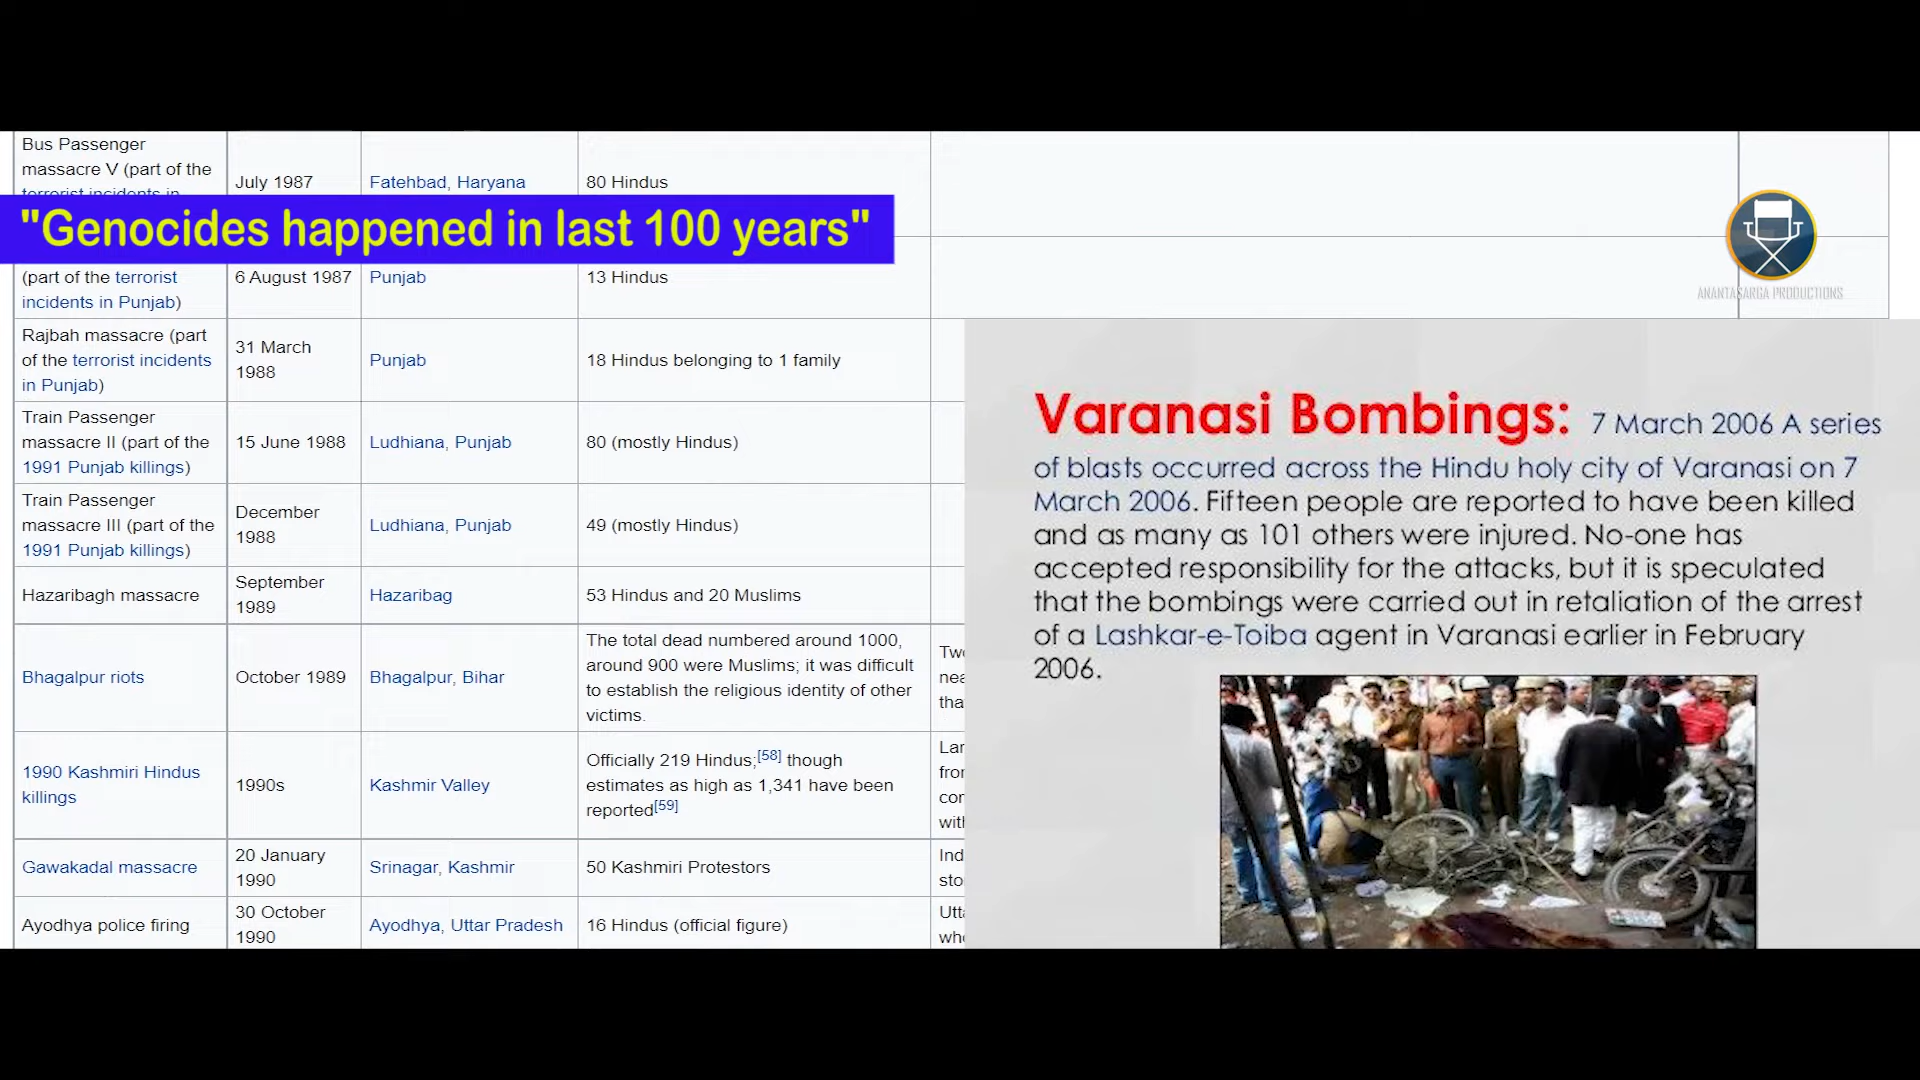 Bus Passenger
massacre V (part of the
terrorist incidents in
July 1987
Fatehbad, Haryana
80 Hindus
"Genocides happened in last 100 years"
(part of the terrorist
incidents in Punjab)
6 August 1987
Punjab
13 Hindus
Rajbah massacre (part
of the terrorist incidents
in Punjab)
31 March
1988
Punjab
18 Hindus belonging to 1 family
Train Passenger
massacre II (part of the
1991 Punjab killings)
15 June 1988
Ludhiana, Punjab
80 (mostly Hindus)
Train Passenger
massacre III (part of the
1991 Punjab killings)
December
1988
Ludhiana, Punjab
49 (mostly Hindus)
Hazaribagh massacre
September
1989
Hazaribag
53 Hindus and 20 Muslims
Bhagalpur riots
October 1989
Bhagalpur, Bihar
The total dead numbered around 1000,
around 900 were Muslims; it was difficult
to establish the religious identity of other
victims.
1990 Kashmiri Hindus
killings
1990s
Kashmir Valley
Officially 219 Hindus;[58] though
estimates as high as 1,341 have been
reported[59]
Gawakadal massacre
20 January
1990
Srinagar, Kashmir
50 Kashmiri Protestors
Ayodhya police firing
30 October
1990
Ayodhya, Uttar Pradesh
16 Hindus (official figure)
ANANTASARGA PRODUCTIONS
Varanasi Bombings: 7 March 2006 A series
of blasts occurred across the Hindu holy city of Varanasi on 7
March 2006. Fifteen people are reported to have been killed
and as many as 101 others were injured. No-one has
accepted responsibility for the attacks, but it is speculated
that the bombings were carried out in retaliation of the arrest
of a Lashkar-e-Toiba agent in Varanasi earlier in February
2006.